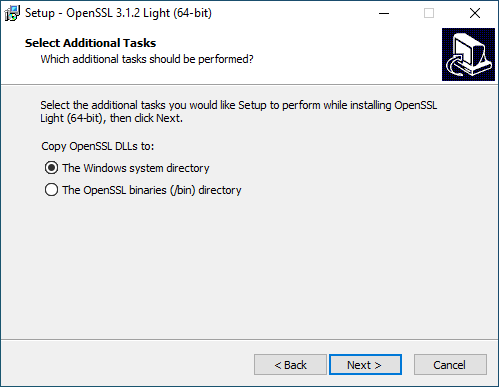 Setup - OpenSSL 3.1.2 Light (64-bit)
Select Additional Tasks
Which additional tasks should be performed?
Select the additional tasks you would like Setup to perform while installing OpenSSL
Light (64-bit), then click Next.
Copy OpenSSL DLLs to:
The Windows system directory
The OpenSSL binaries (/bin) directory
< Back
Next >
Cancel